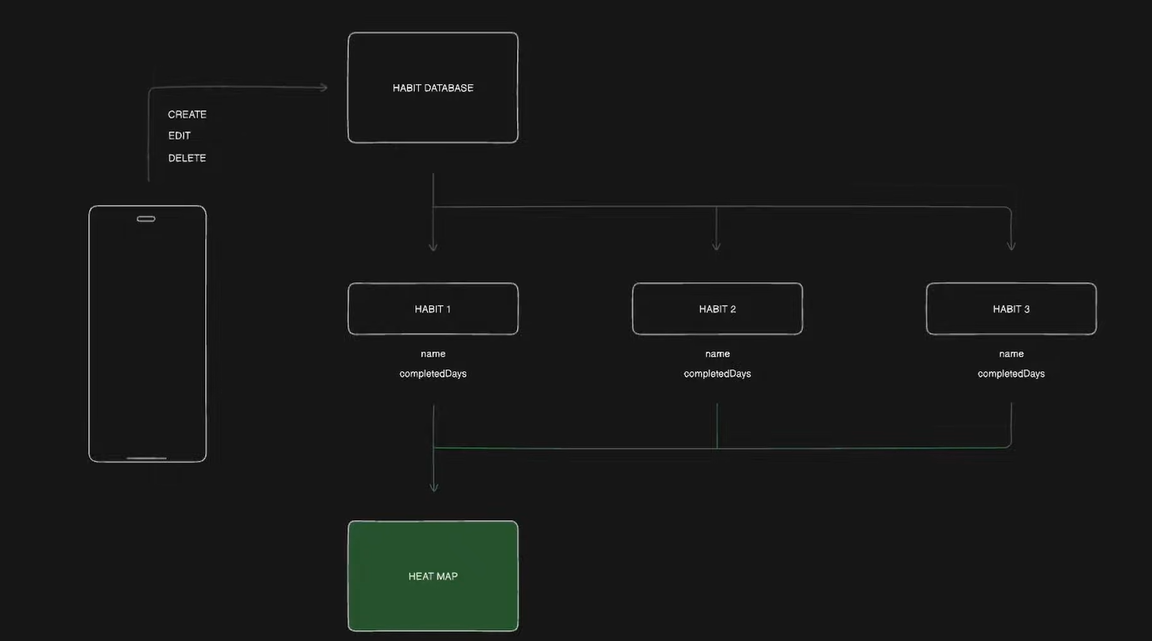 HABIT DATABASE
CREATE
EDIT
DELETE
HABIT 1
name
completedDays
HABIT 2
name
completedDays
HABIT 3
name
completedDays
HEAT MAP